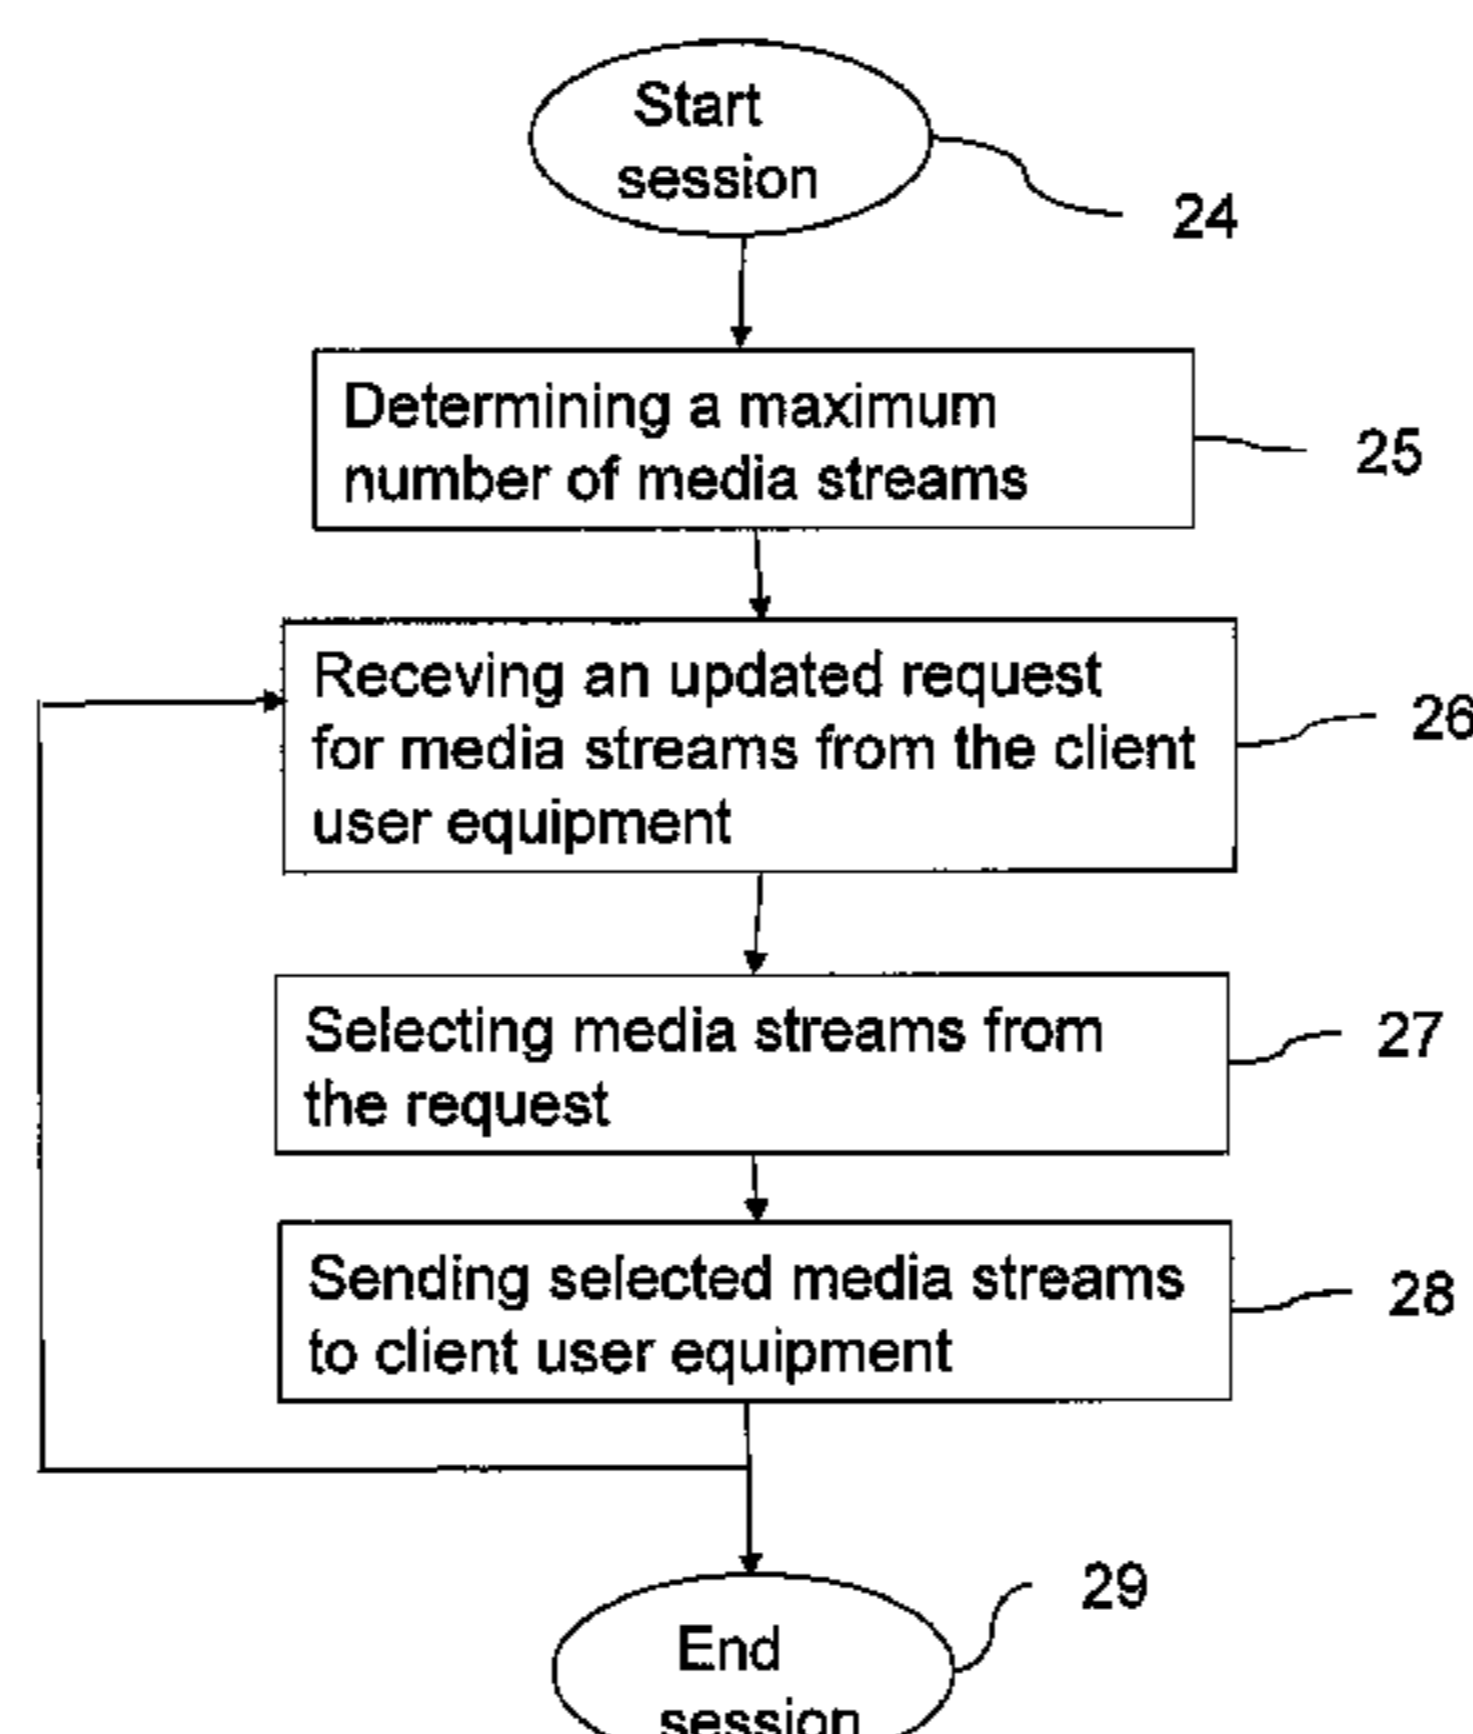 Start
session
24
Determining a maximum
number of media streams
25
Receving an updated request
for media streams from the client
user equipment
26
Selecting media streams from
the request
27
Sending selected media streams
to client user equipment
28
29
End
session